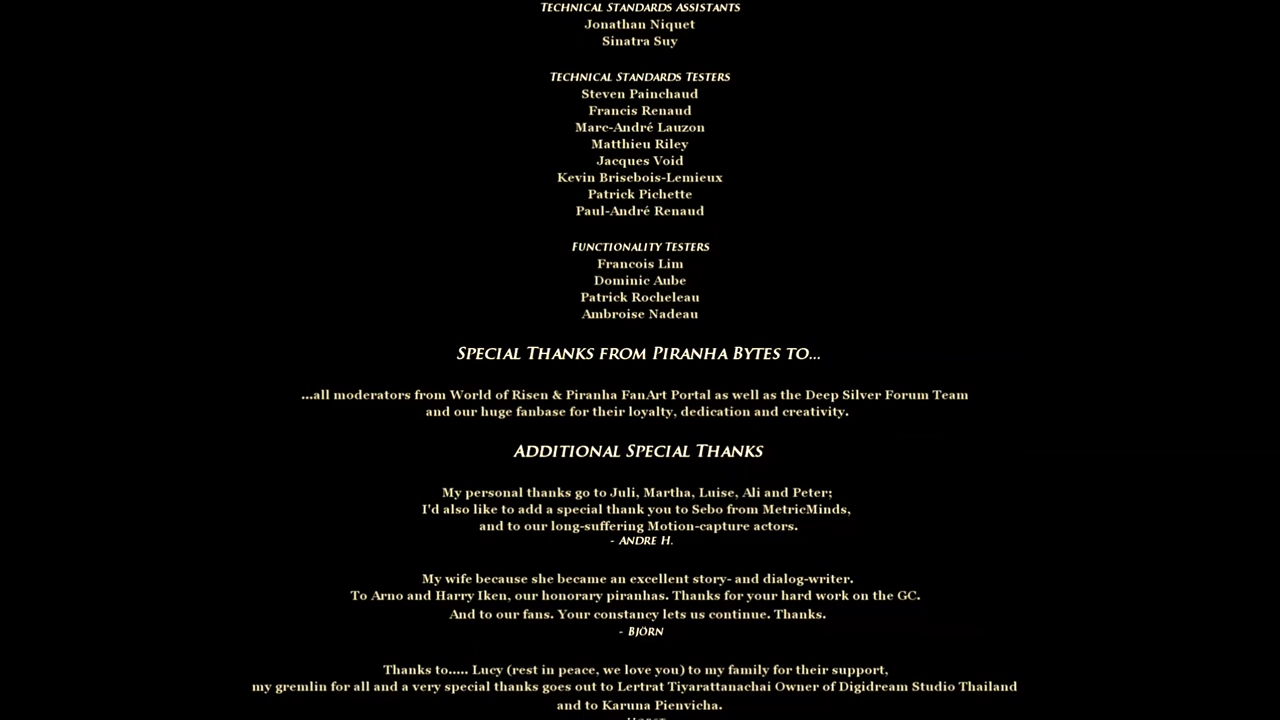 TECHNICAL STANDARDS ASSISTANTS
Jonathan Niquet
Sinatra Suy
TECHNICAL STANDARDS TESTERS
Steven Painchaud
Francis Renaud
Marc-André Lauzon
Matthieu Riley
Jacques Void
Kevin Brisebois-Lemieux
Patrick Pichette
Paul-André Renaud
FUNCTIONALITY TESTERS
Francois Lim
Dominic Aube
Patrick Rocheleau
Ambroise Nadeau
SPECIAL THANKS FROM PIRANHA BYTES TO...
...all moderators from World of Risen & Piranha FanArt Portal as well as the Deep Silver Forum Team
and our huge fanbase for their loyalty, dedication and creativity.
ADDITIONAL SPECIAL THANKS
My personal thanks go to Juli, Martha, Luise, Ali and Peter;
I'd also like to add a special thank you to Sebo from MetricMinds,
and to our long-suffering Motion-capture actors.
- ANDRE H.
My wife because she became an excellent story- and dialog-writer.
To Arno and Harry Iken, our honorary piranhas. Thanks for your hard work on the GC.
And to our fans. Your constancy lets us continue. Thanks.
- BJÖRN
Thanks to..... Lucy (rest in peace, we love you) to my family for their support,
my gremlin for all and a very special thanks goes out to Lertrat Tiyarattanachai Owner of Digidream Studio Thailand
and to Karuna Pienvicha.